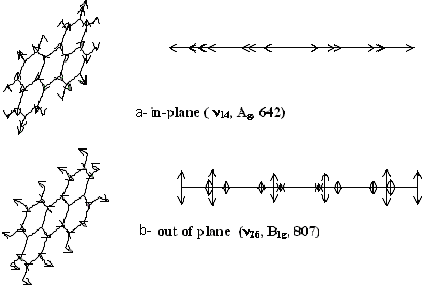 a- in-plane ( ν14, Ag, 642)
b- out of plane (ν26, B1g, 807)